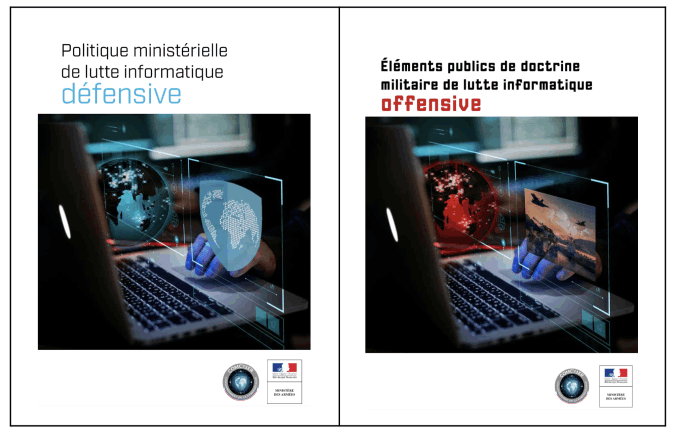 Politique ministérielle
de lutte informatique
défensive
MINISTÈRE
DES ARMÉES
Éléments publics de doctrine
militaire de lutte informatique
offensive
MINISTÈRE
DES ARMÉES